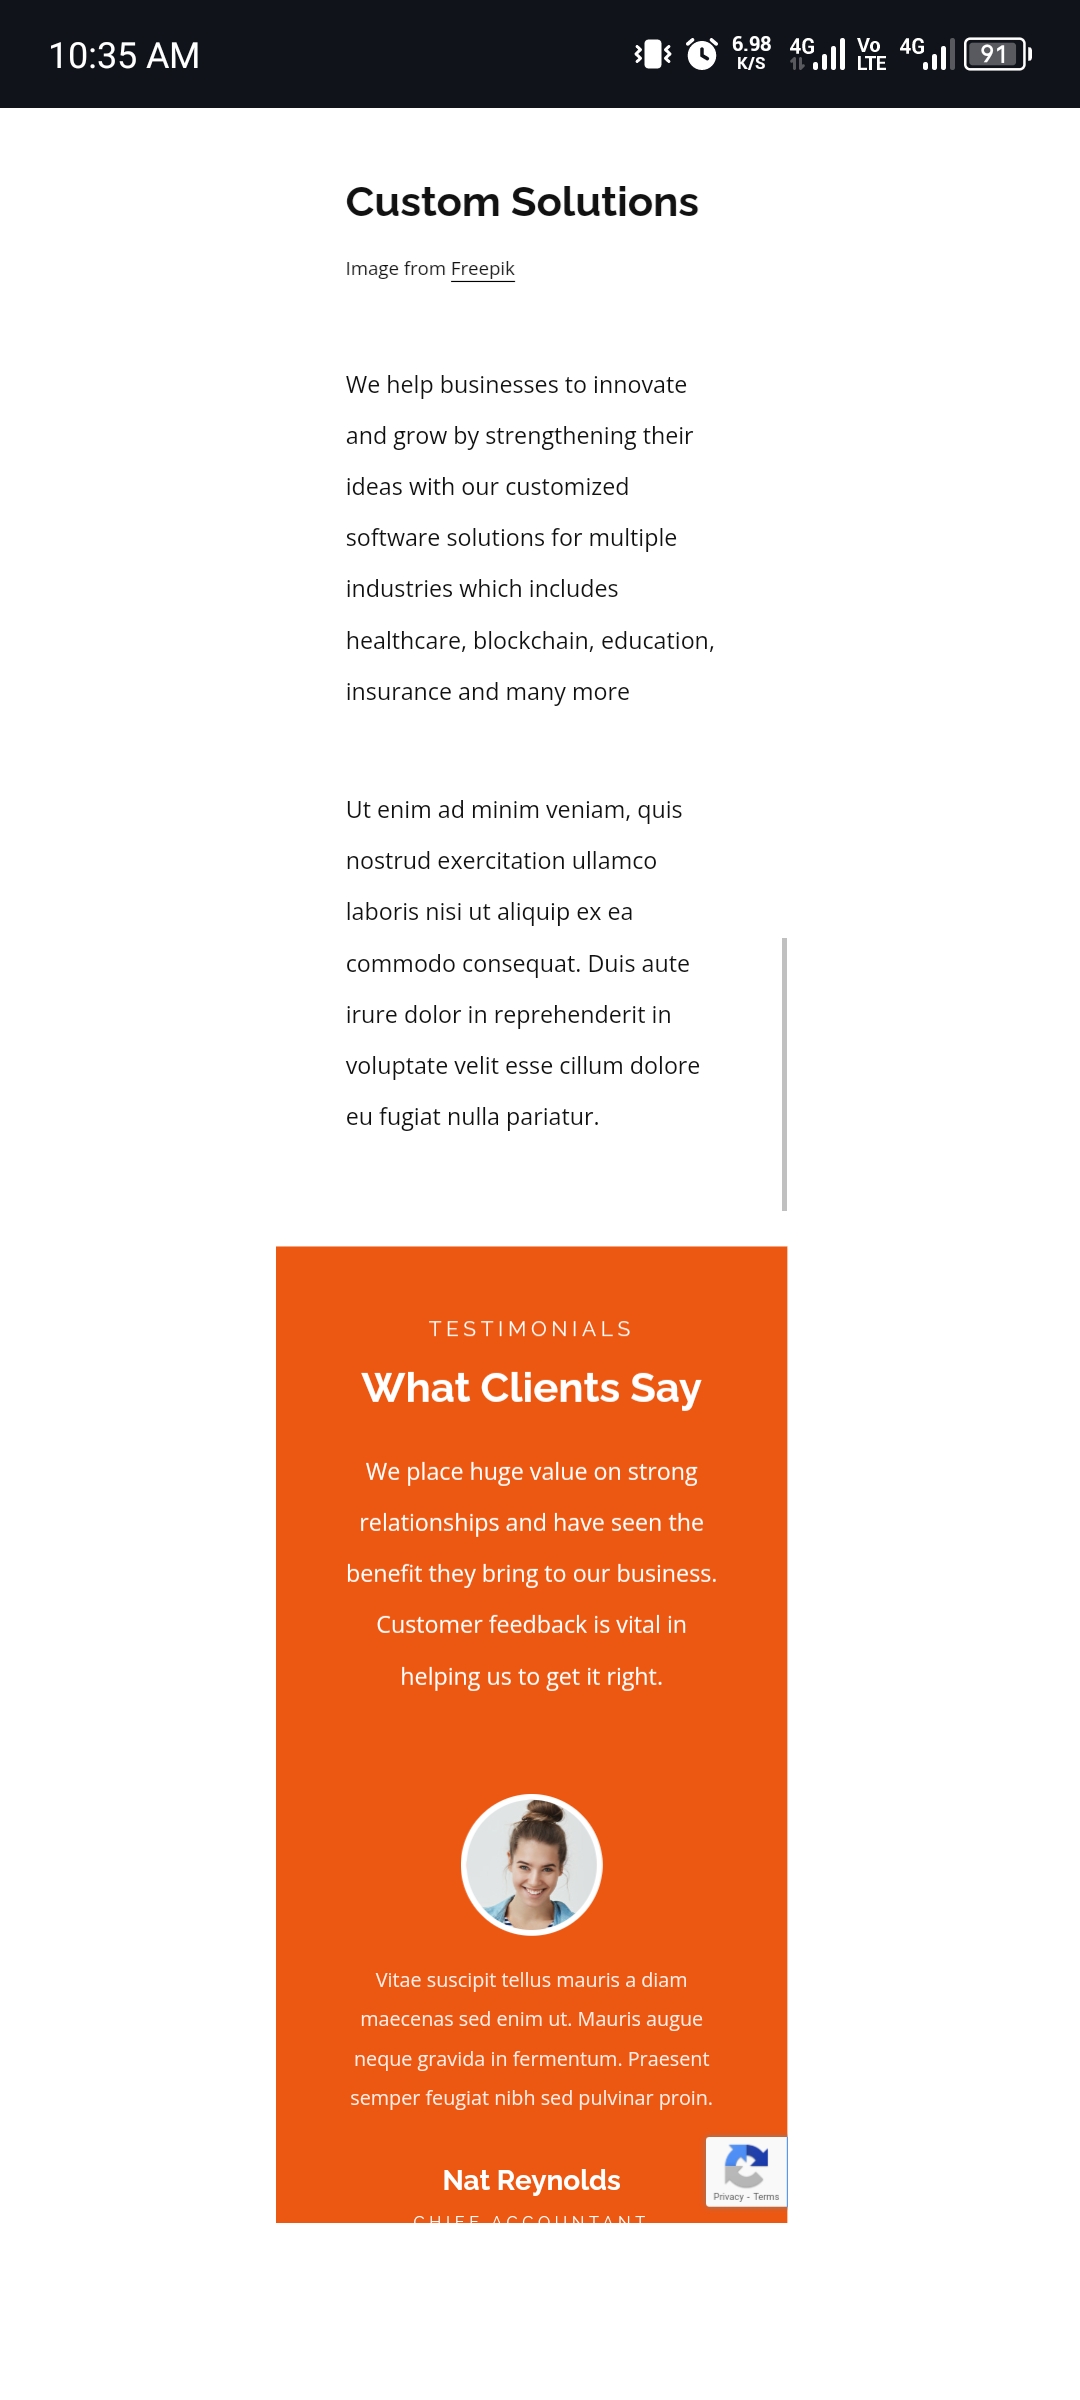 10:35 AM
6.98 K/S 4G Vo LTE 4G 91
Custom Solutions
Image from Freepik
We help businesses to innovate
and grow by strengthening their
ideas with our customized
software solutions for multiple
industries which includes
healthcare, blockchain, education,
insurance and many more
Ut enim ad minim veniam, quis
nostrud exercitation ullamco
laboris nisi ut aliquip ex ea
commodo consequat. Duis aute
irure dolor in reprehenderit in
voluptate velit esse cillum dolore
eu fugiat nulla pariatur.
TESTIMONIALS
What Clients Say
We place huge value on strong
relationships and have seen the
benefit they bring to our business.
Customer feedback is vital in
helping us to get it right.
Vitae suscipit tellus mauris a diam
maecenas sed enim ut. Mauris augue
neque gravida in fermentum. Praesent
semper feugiat nibh sed pulvinar proin.
Nat Reynolds
Privacy - Terms
CHIEF ACCOUNTANT